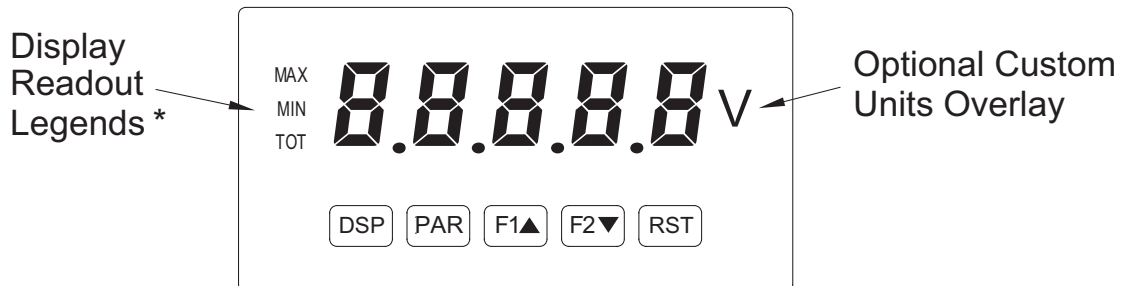 Display
Readout
Legends *
MAX
MIN
TOT
8.8.8.8.8
V
Optional Custom
Units Overlay
DSP PAR F1▲ F2▼ RST